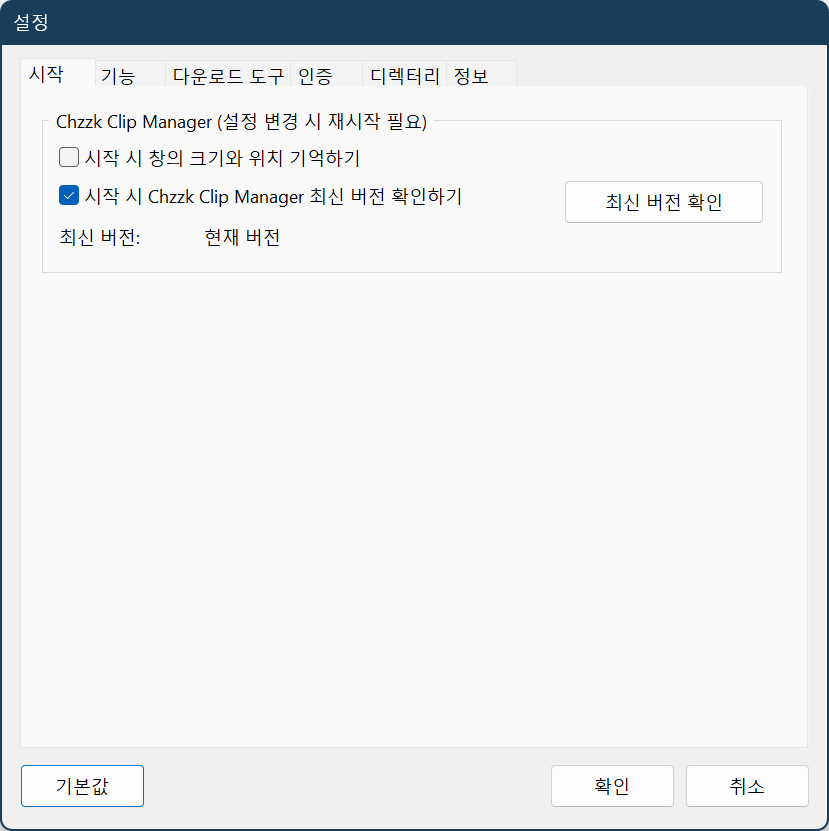 설정
시작 기능 다운로드 도구 인증 디렉터리 정보
Chzzk Clip Manager (설정 변경 시 재시작 필요)
시작 시 창의 크기와 위치 기억하기
시작 시 Chzzk Clip Manager 최신 버전 확인하기
최신 버전 확인
최신 버전: 현재 버전
기본값 확인 취소